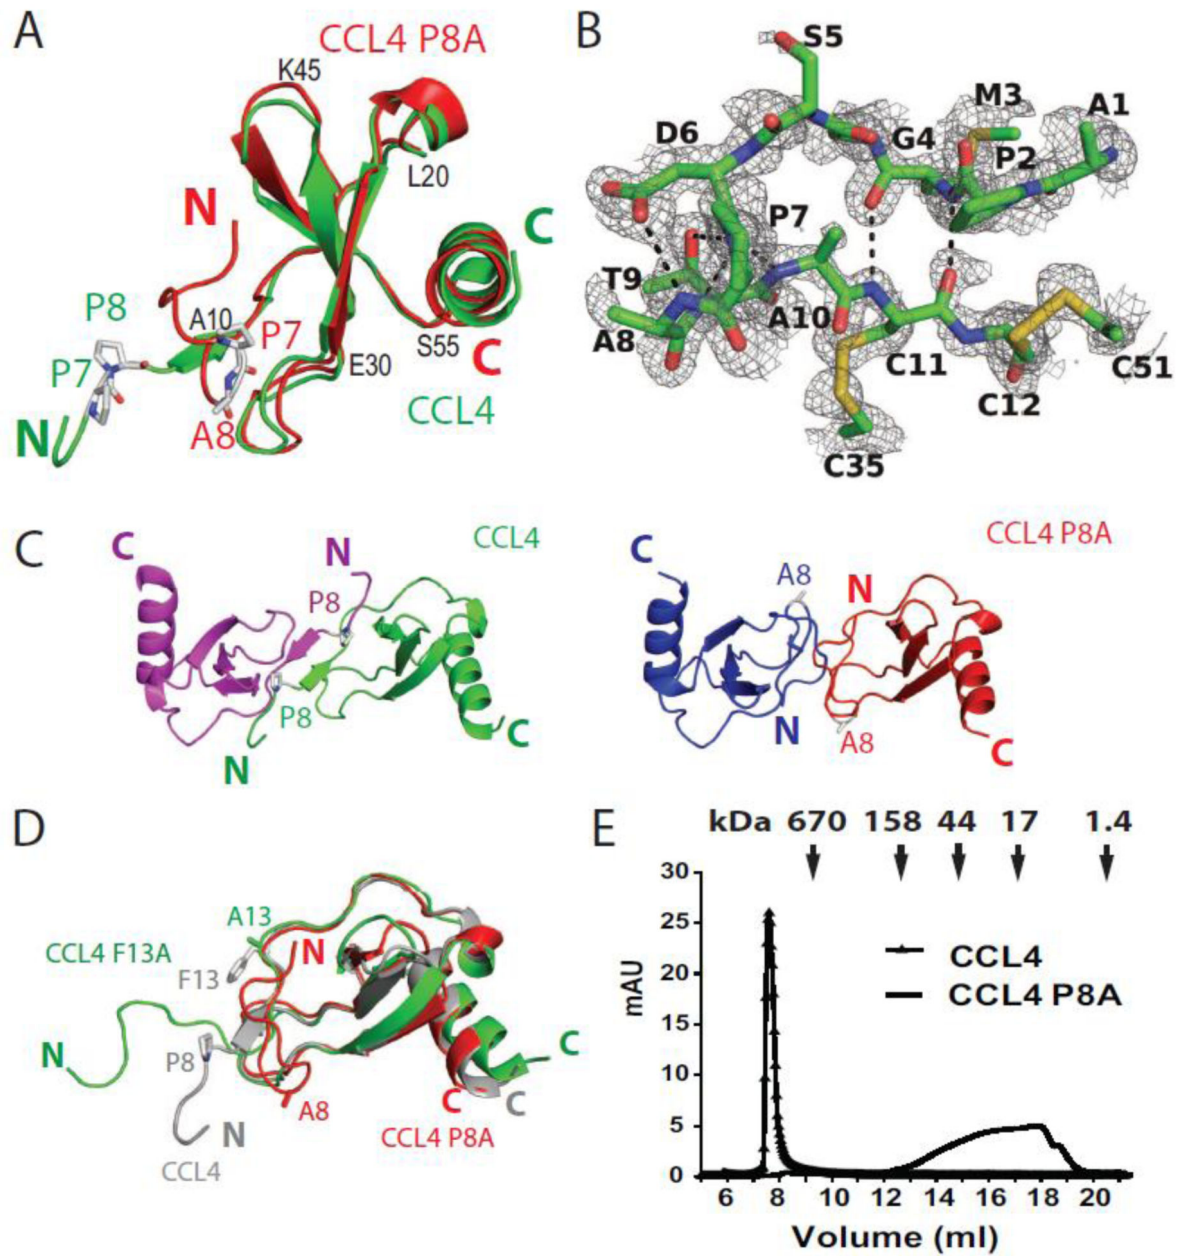 A
CCL4 P8A
K45
L20
N
C
P8
A10
P7
P7
S55
C
E30
N
A8
CCL4
B
S5
M3
A1
D6
G4
P2
P7
T9
A10
A8
C11
C51
C12
C35
C
C
N
CCL4
P8
P8
N
C
CCL4 P8A
C
A8
N
N
A8
C
D
A13
CCL4 F13A
N
F13
N
P8
C
A8
C
C
N
CCL4 P8A
CCL4
E
kDa 670 158 44 17 1.4
30
25
20
15
10
5
0
mAU
CCL4
CCL4 P8A
6 8 10 12 14 16 18 20
Volume (ml)